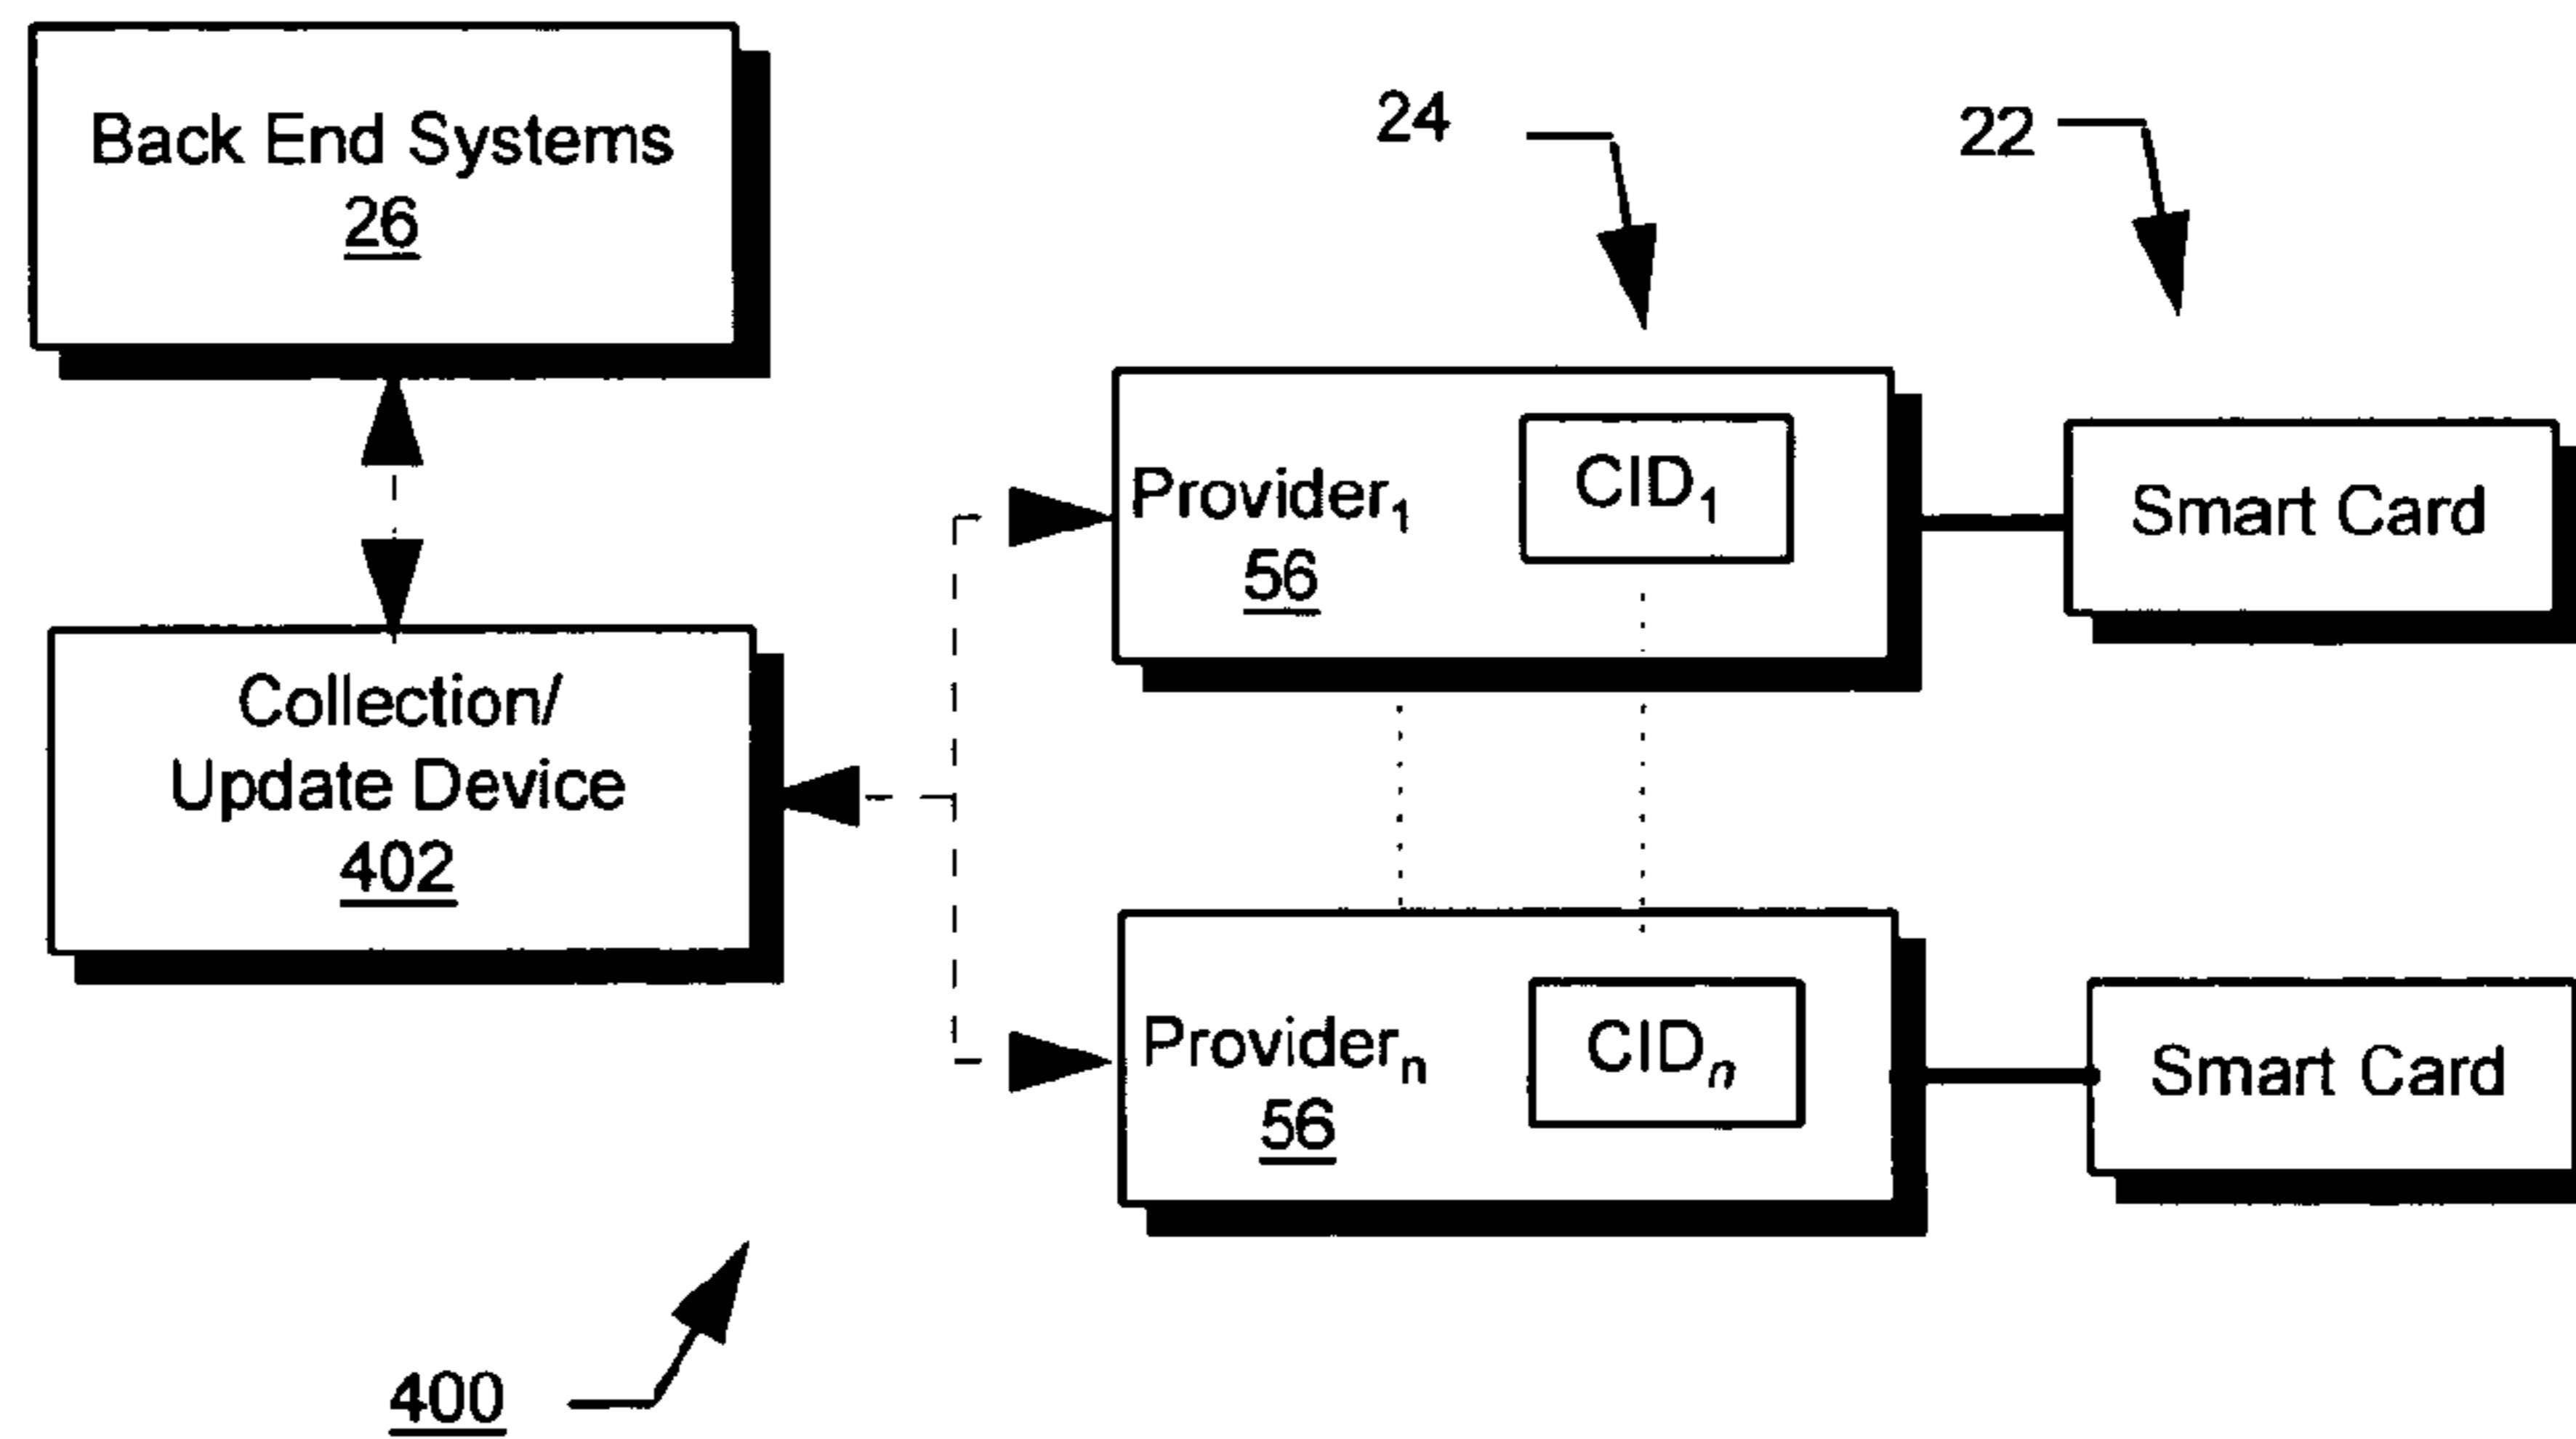 Back End Systems
26
24
22
Provider₁
56
CID₁
Smart Card
Collection/
Update Device
402
Providerₙ
56
CIDₙ
Smart Card
400